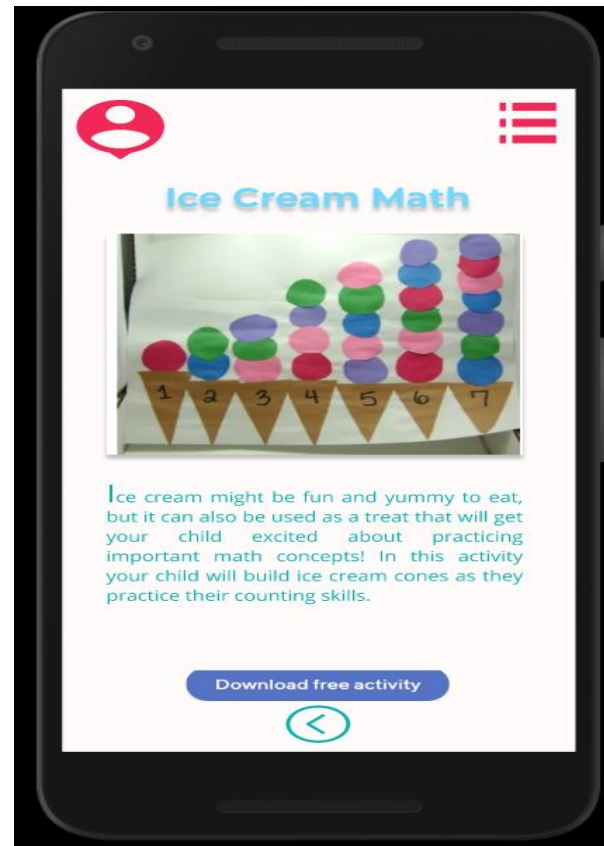 Ice Cream Math
1 2 3 4 5 6 7
Ice cream might be fun and yummy to eat,
but it can also be used as a treat that will get
your child excited about practicing
important math concepts! In this activity
your child will build ice cream cones as they
practice their counting skills.
Download free activity